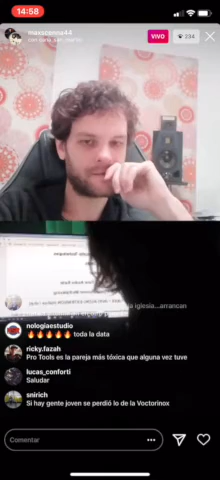 14:58
VIVO
234
la iglesia...arrancan
nologiaestudio
🔥🔥🔥🔥🔥 toda la data
ricky.fazah
Pro Tools es la pareja más tóxica que alguna vez tuve
lucas_conforti
Saludar
snirich
Si hay gente joven se perdió lo de la Voctorinox
Comentar